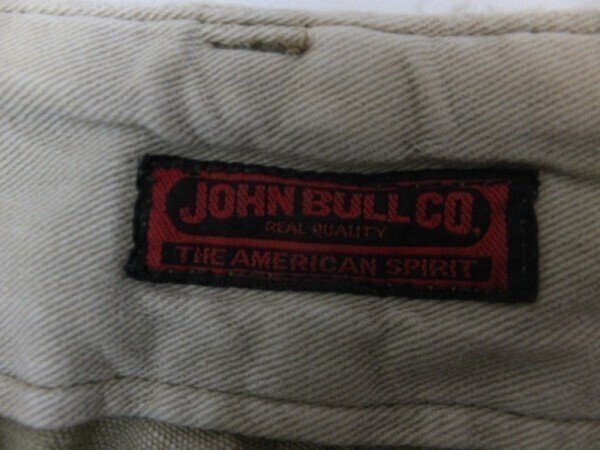 JOHN BULL CO.
REAL QUALITY
THE AMERICAN SPIRIT